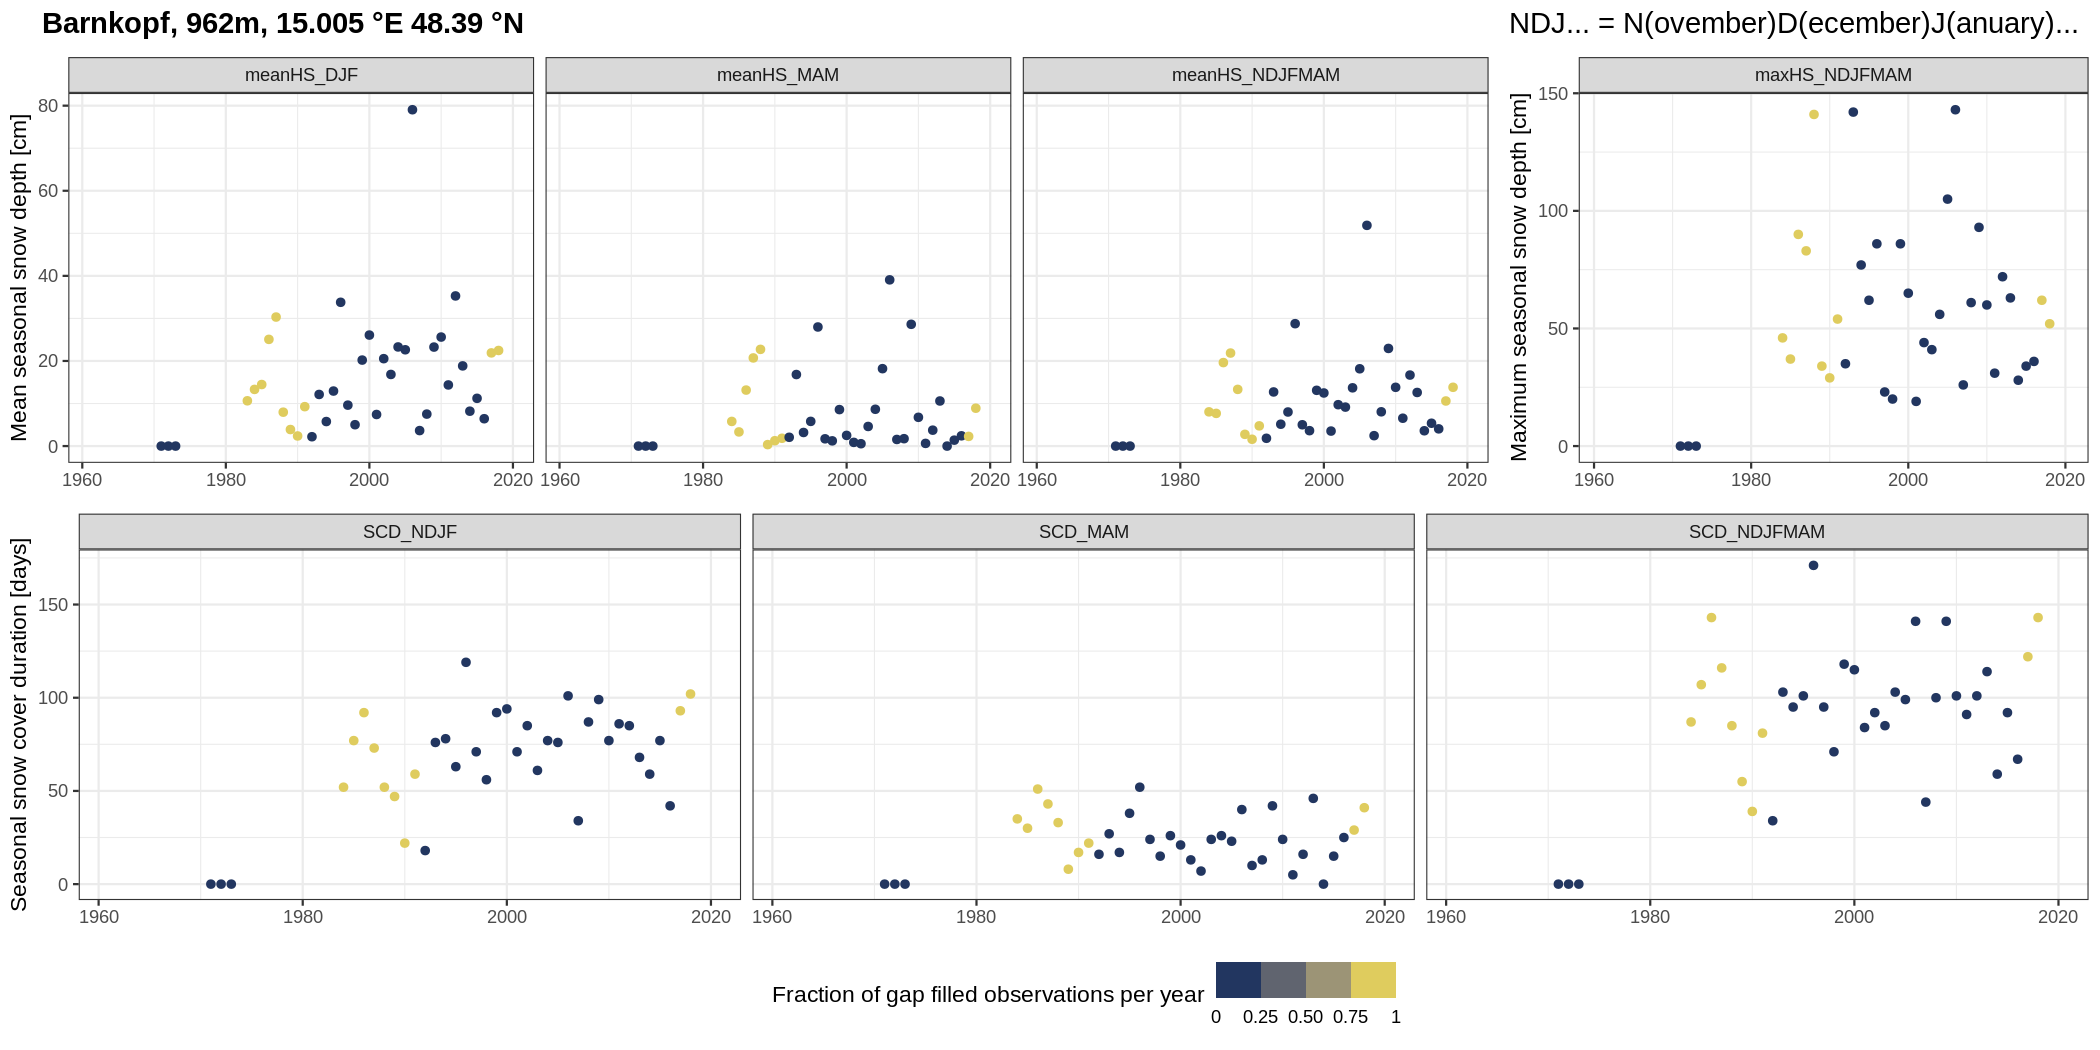 Barnkopf, 962m, 15.005 °E 48.39 °N
NDJ... = N(ovember)D(ecember)J(anuary)...
meanHS_DJF
meanHS_MAM
meanHS_NDJFMAM
maxHS_NDJFMAM
Mean seasonal snow depth [cm]
80
60
40
20
0
1960 1980 2000 2020
1960 1980 2000 2020
1960 1980 2000 2020
Maximum seasonal snow depth [cm]
150
100
50
0
1960 1980 2000 2020
SCD_NDJF
SCD_MAM
SCD_NDJFMAM
Seasonal snow cover duration [days]
150
100
50
0
1960 1980 2000 2020
1960 1980 2000 2020
1960 1980 2000 2020
Fraction of gap filled observations per year
0 0.25 0.50 0.75 1